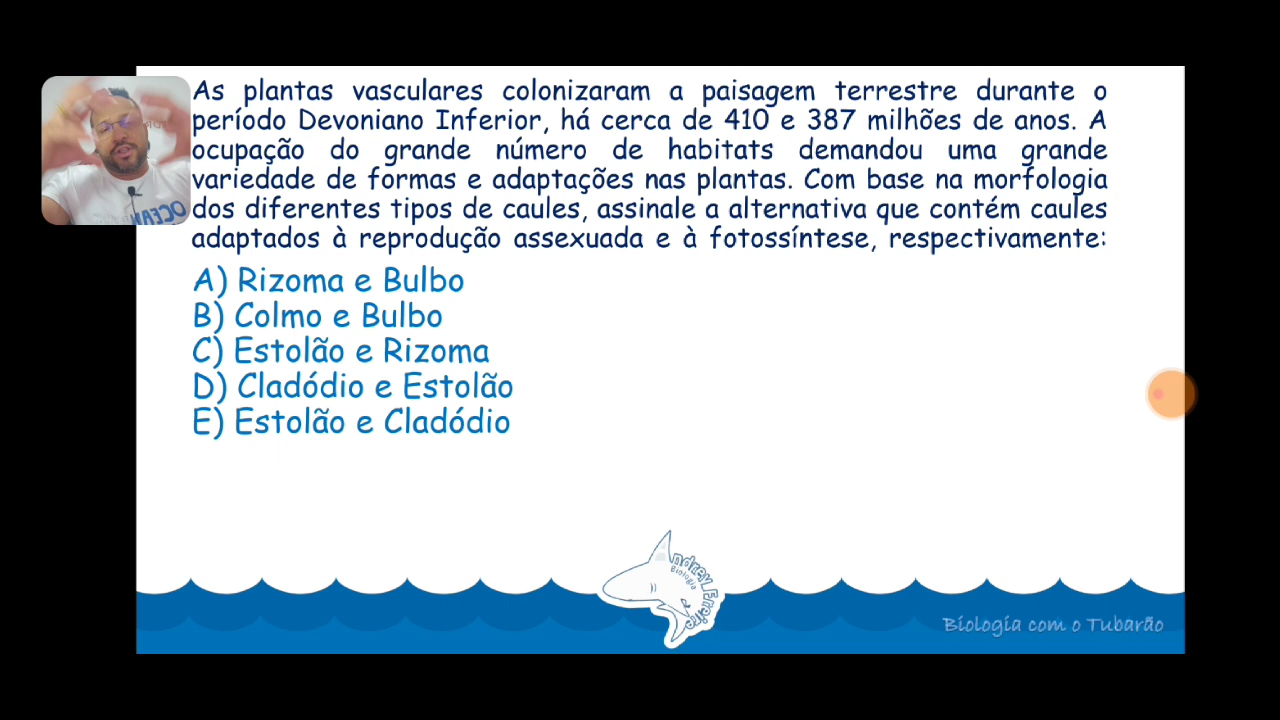 As plantas vasculares colonizaram a paisagem terrestre durante o
período Devoniano Inferior, há cerca de 410 e 387 milhões de anos. A
ocupação do grande número de habitats demandou uma grande
variedade de formas e adaptações nas plantas. Com base na morfologia
dos diferentes tipos de caules, assinale a alternativa que contém caules
adaptados à reprodução assexuada e à fotossíntese, respectivamente:
A) Rizoma e Bulbo
B) Colmo e Bulbo
C) Estolão e Rizoma
D) Cladódio e Estolão
E) Estolão e Cladódio
Biologia
Biologia com o Tubarão